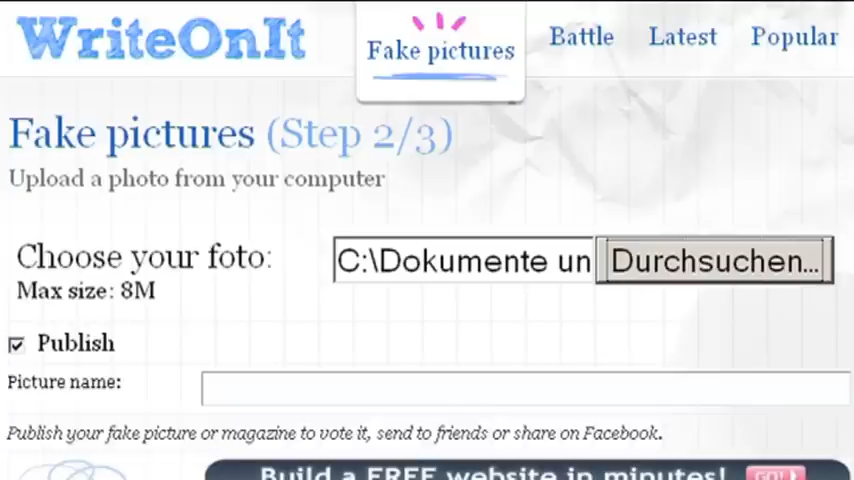 WriteOnIt
Fake pictures
Battle
Latest
Popular
Fake pictures (Step 2/3)
Upload a photo from your computer
Choose your foto:
C:\Dokumente un
Durchsuchen...
Max size: 8M
Publish
Picture name:
Publish your fake picture or magazine to vote it, send to friends or share on Facebook.
Build a FREE website in minutes!
GO!